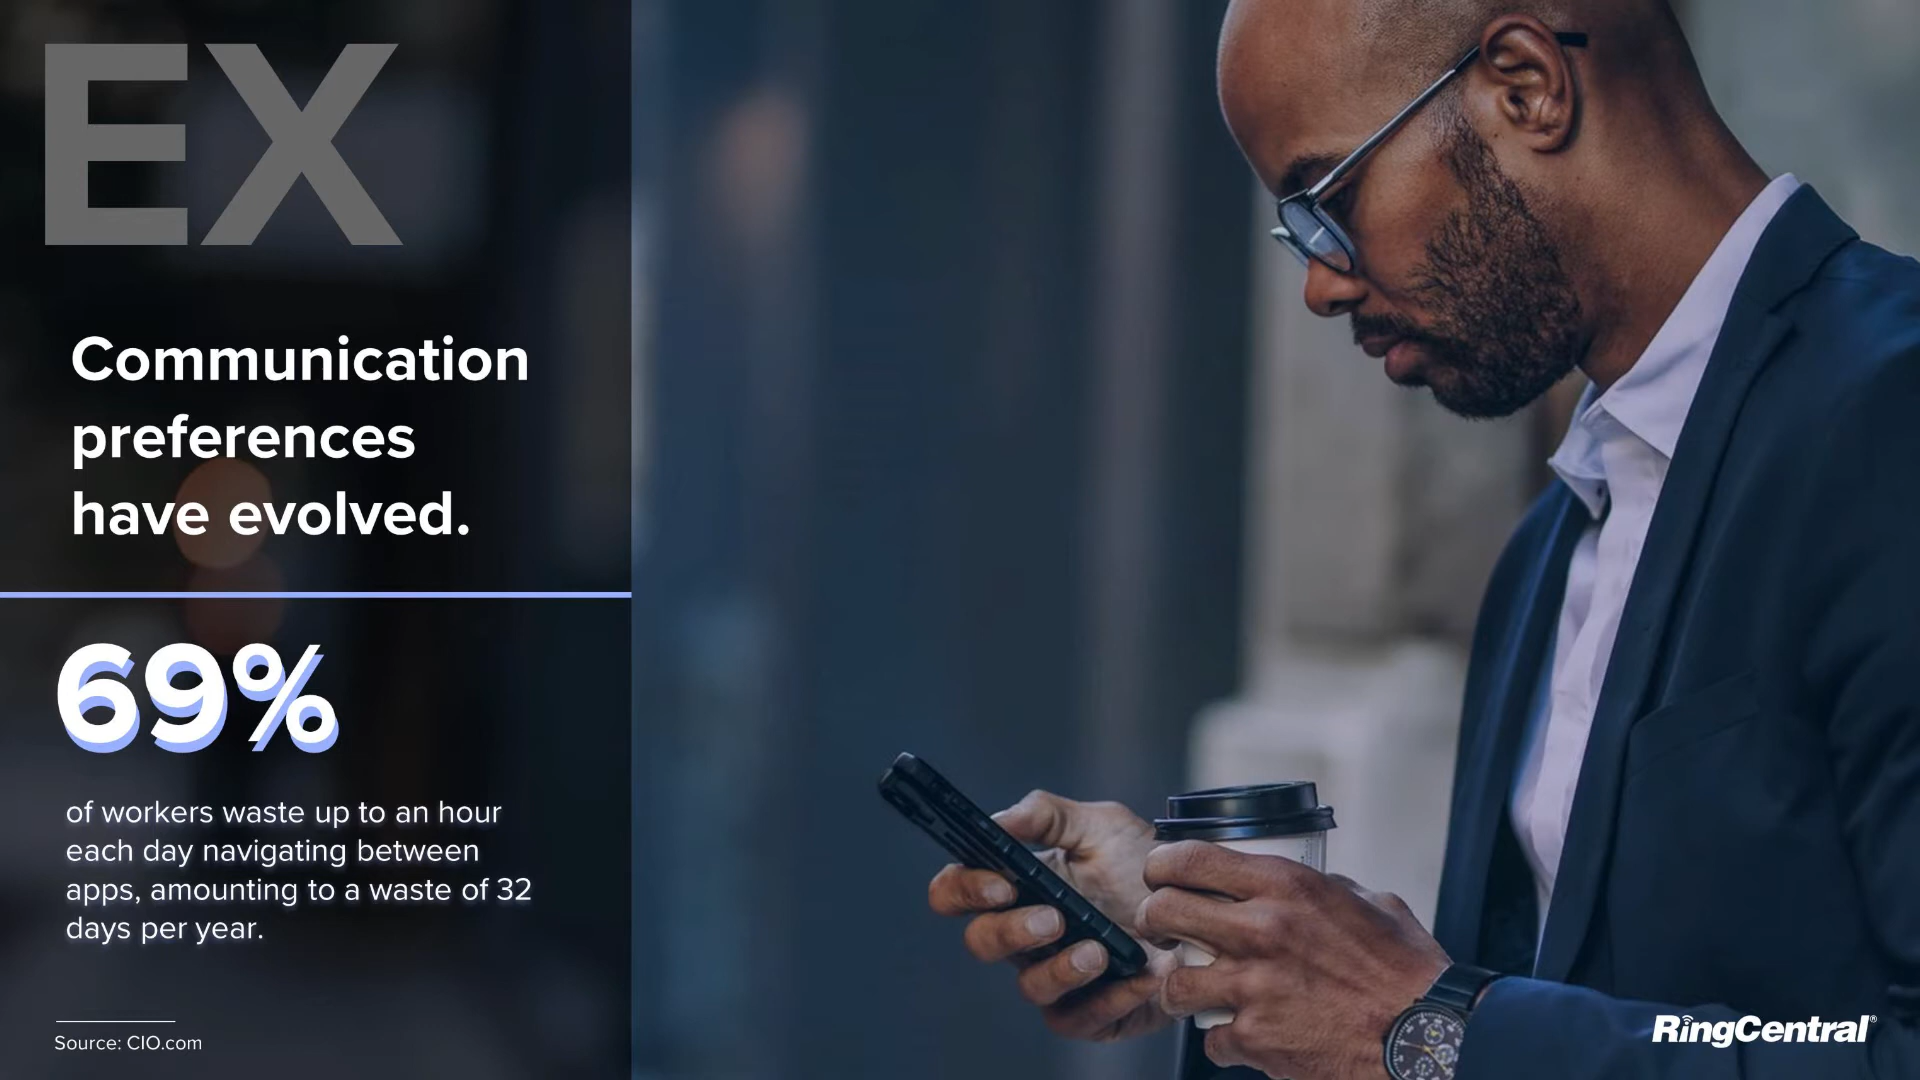 EX
Communication
preferences
have evolved.
69%
of workers waste up to an hour
each day navigating between
apps, amounting to a waste of 32
days per year.
Source: CIO.com
RingCentral®